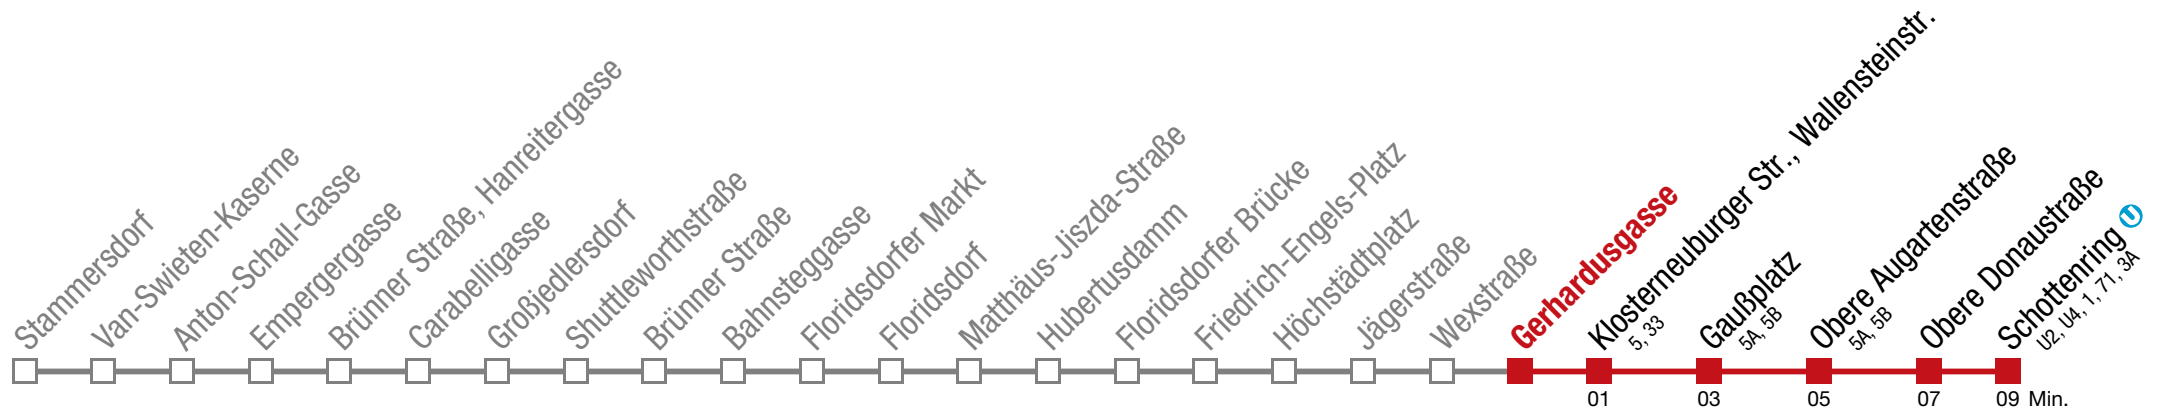 Stammersdorf
Van-Swieten-Kaserne
Anton-Schall-Gasse
Empergergasse
Brünner Straße, Hanreitergasse
Carabelligasse
Großjedlersdorf
Shuttleworthstraße
Brünner Straße
Bahnsteggasse
Floridsdorfer Markt
Floridsdorf
Matthäus-Jiszda-Straße
Hubertusdamm
Floridsdorfer Brücke
Friedrich-Engels-Platz
Höchstädtplatz
Jägerstraße
Wexstraße
Gerhardusgasse
Klosterneuburger Str., Wallensteinstr.
5, 33
Gaußplatz
5A, 5B
Obere Augartenstraße
5A, 5B
Obere Donaustraße
Schottenring U
U2, U4, 1, 71, 3A
01 03 05 07 09 Min.